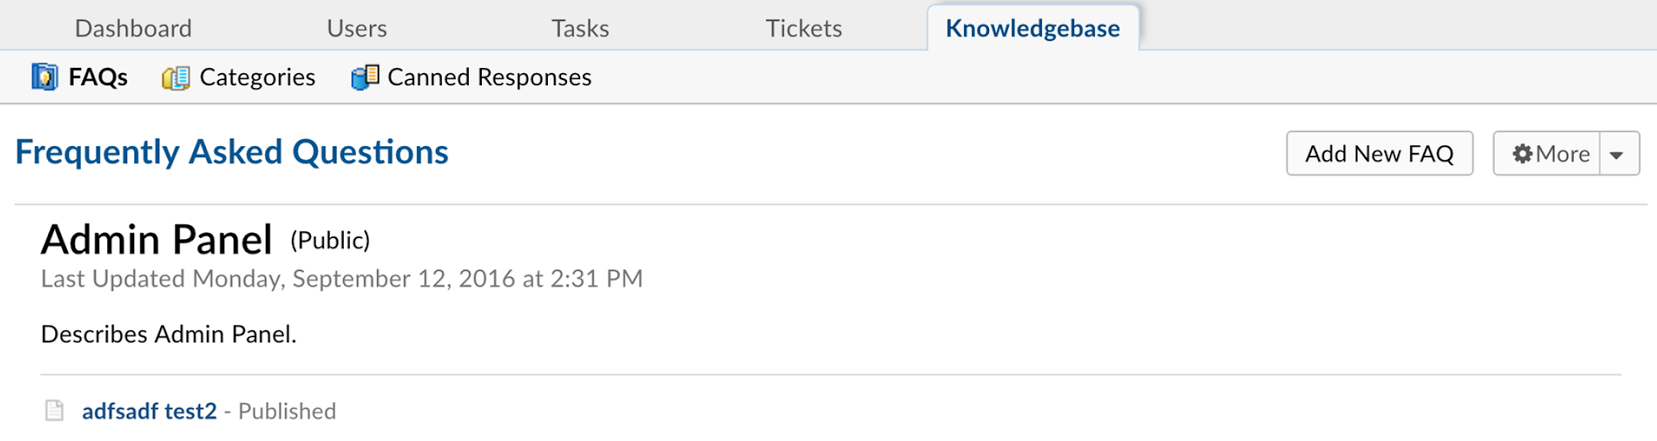 Dashboard Users Tasks Tickets Knowledgebase
FAQs Categories Canned Responses
Frequently Asked Questions Add New FAQ More
Admin Panel (Public)
Last Updated Monday, September 12, 2016 at 2:31 PM
Describes Admin Panel.
adfsadf test2 - Published